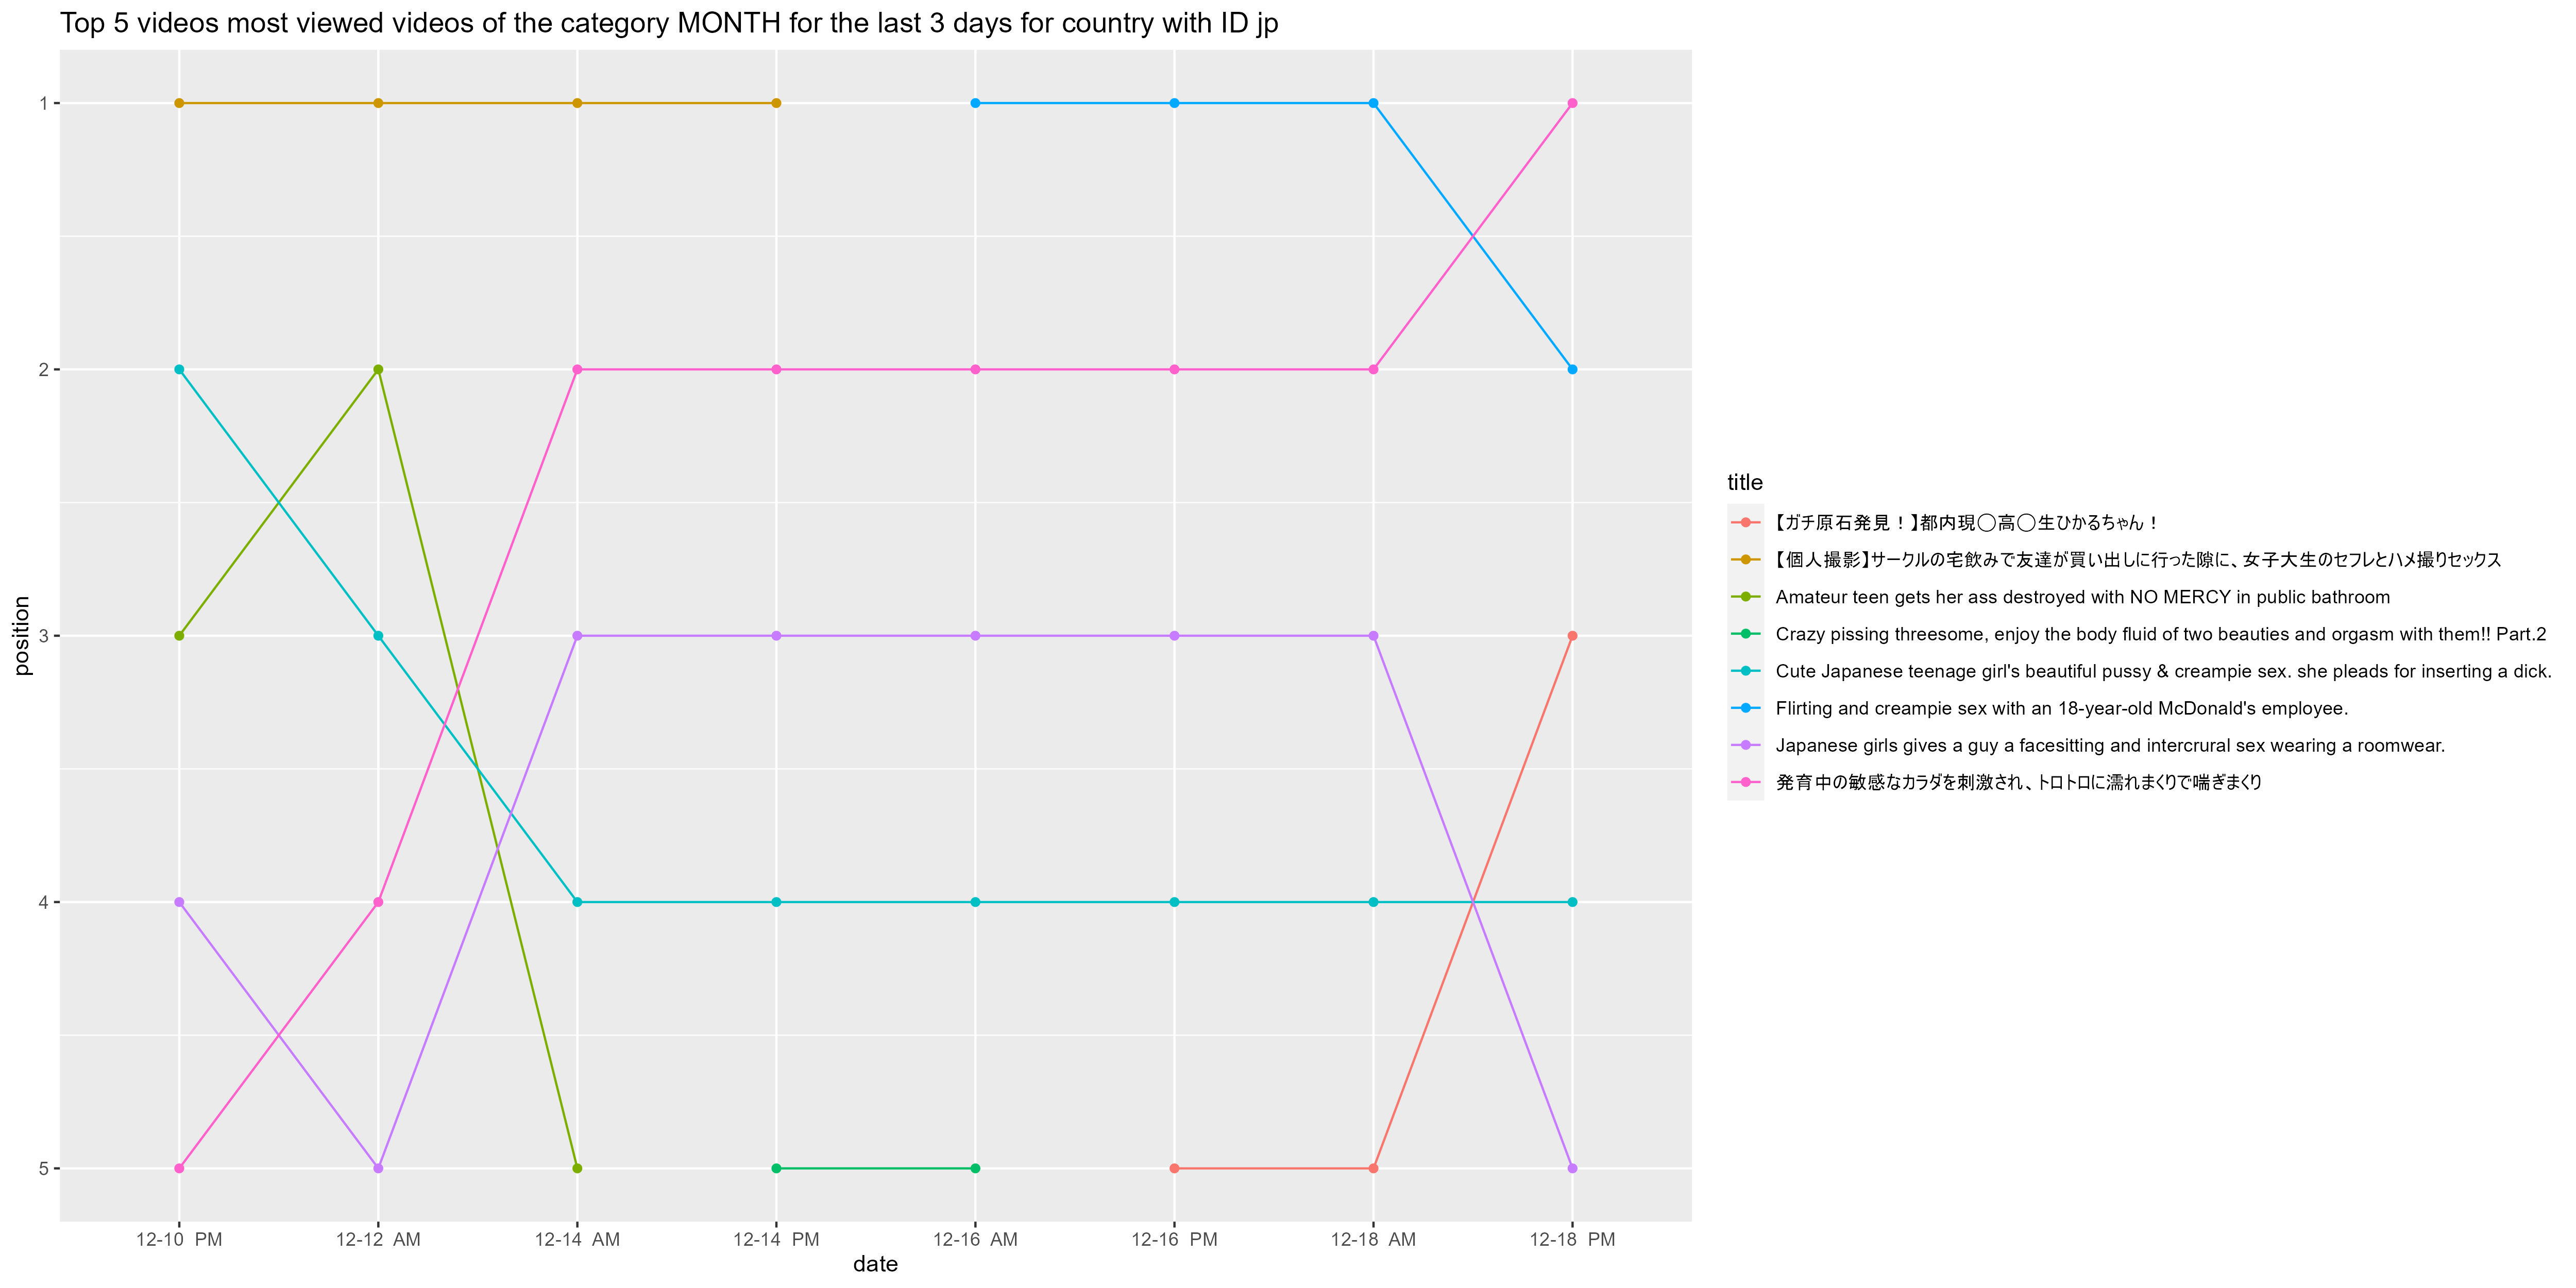 Top 5 videos most viewed videos of the category MONTH for the last 3 days for country with ID jp
position
1
2
3
4
5
12-10 PM
12-12 AM
12-14 AM
12-14 PM
12-16 AM
12-16 PM
12-18 AM
12-18 PM
date
title
【ガチ原石発見！】都内現◯高◯生ひかるちゃん！
【個人撮影】サークルの宅飲みで友達が買い出しに行った隙に、女子大生のセフレとハメ撮りセックス
Amateur teen gets her ass destroyed with NO MERCY in public bathroom
Crazy pissing threesome, enjoy the body fluid of two beauties and orgasm with them!! Part.2
Cute Japanese teenage girl's beautiful pussy & creampie sex. she pleads for inserting a dick.
Flirting and creampie sex with an 18-year-old McDonald's employee.
Japanese girls gives a guy a facesitting and intercrural sex wearing a roomwear.
発育中の敏感なカラダを刺激され、トロトロに濡れまくりで喘ぎまくり